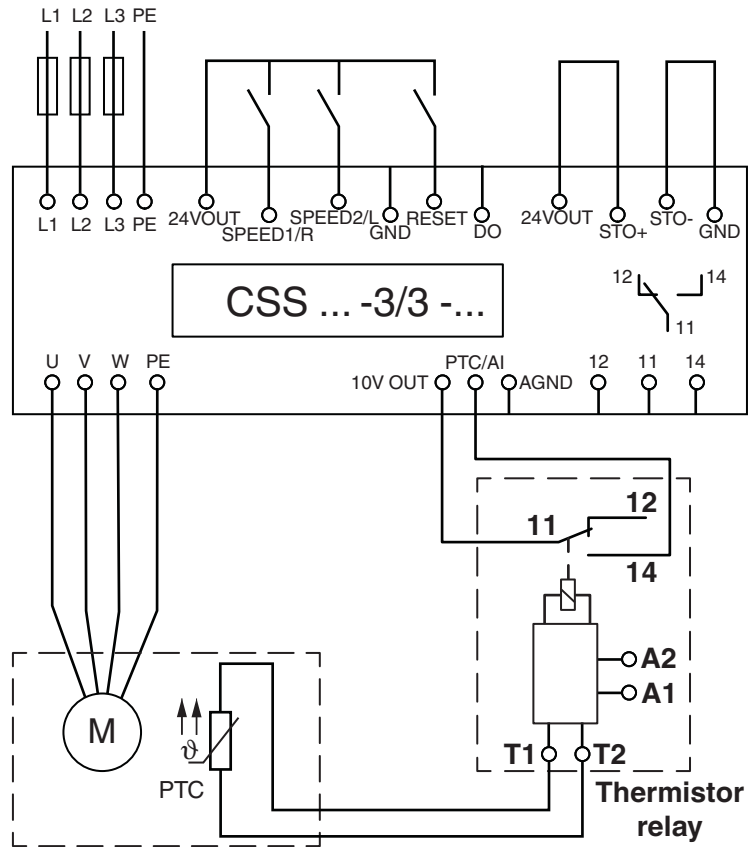 L1 L2 L3 PE
L1 L2 L3 PE
24VOUT
SPEED1/R
SPEED2/L
GND
RESET
DO
24VOUT
STO+
STO-
GND
CSS ... -3/3 -...
12
14
11
U V W PE
10V OUT
PTC/AI
AGND
12 11 14
11
12
14
A2
A1
T1
T2
M
ϑ
PTC
Thermistor
relay